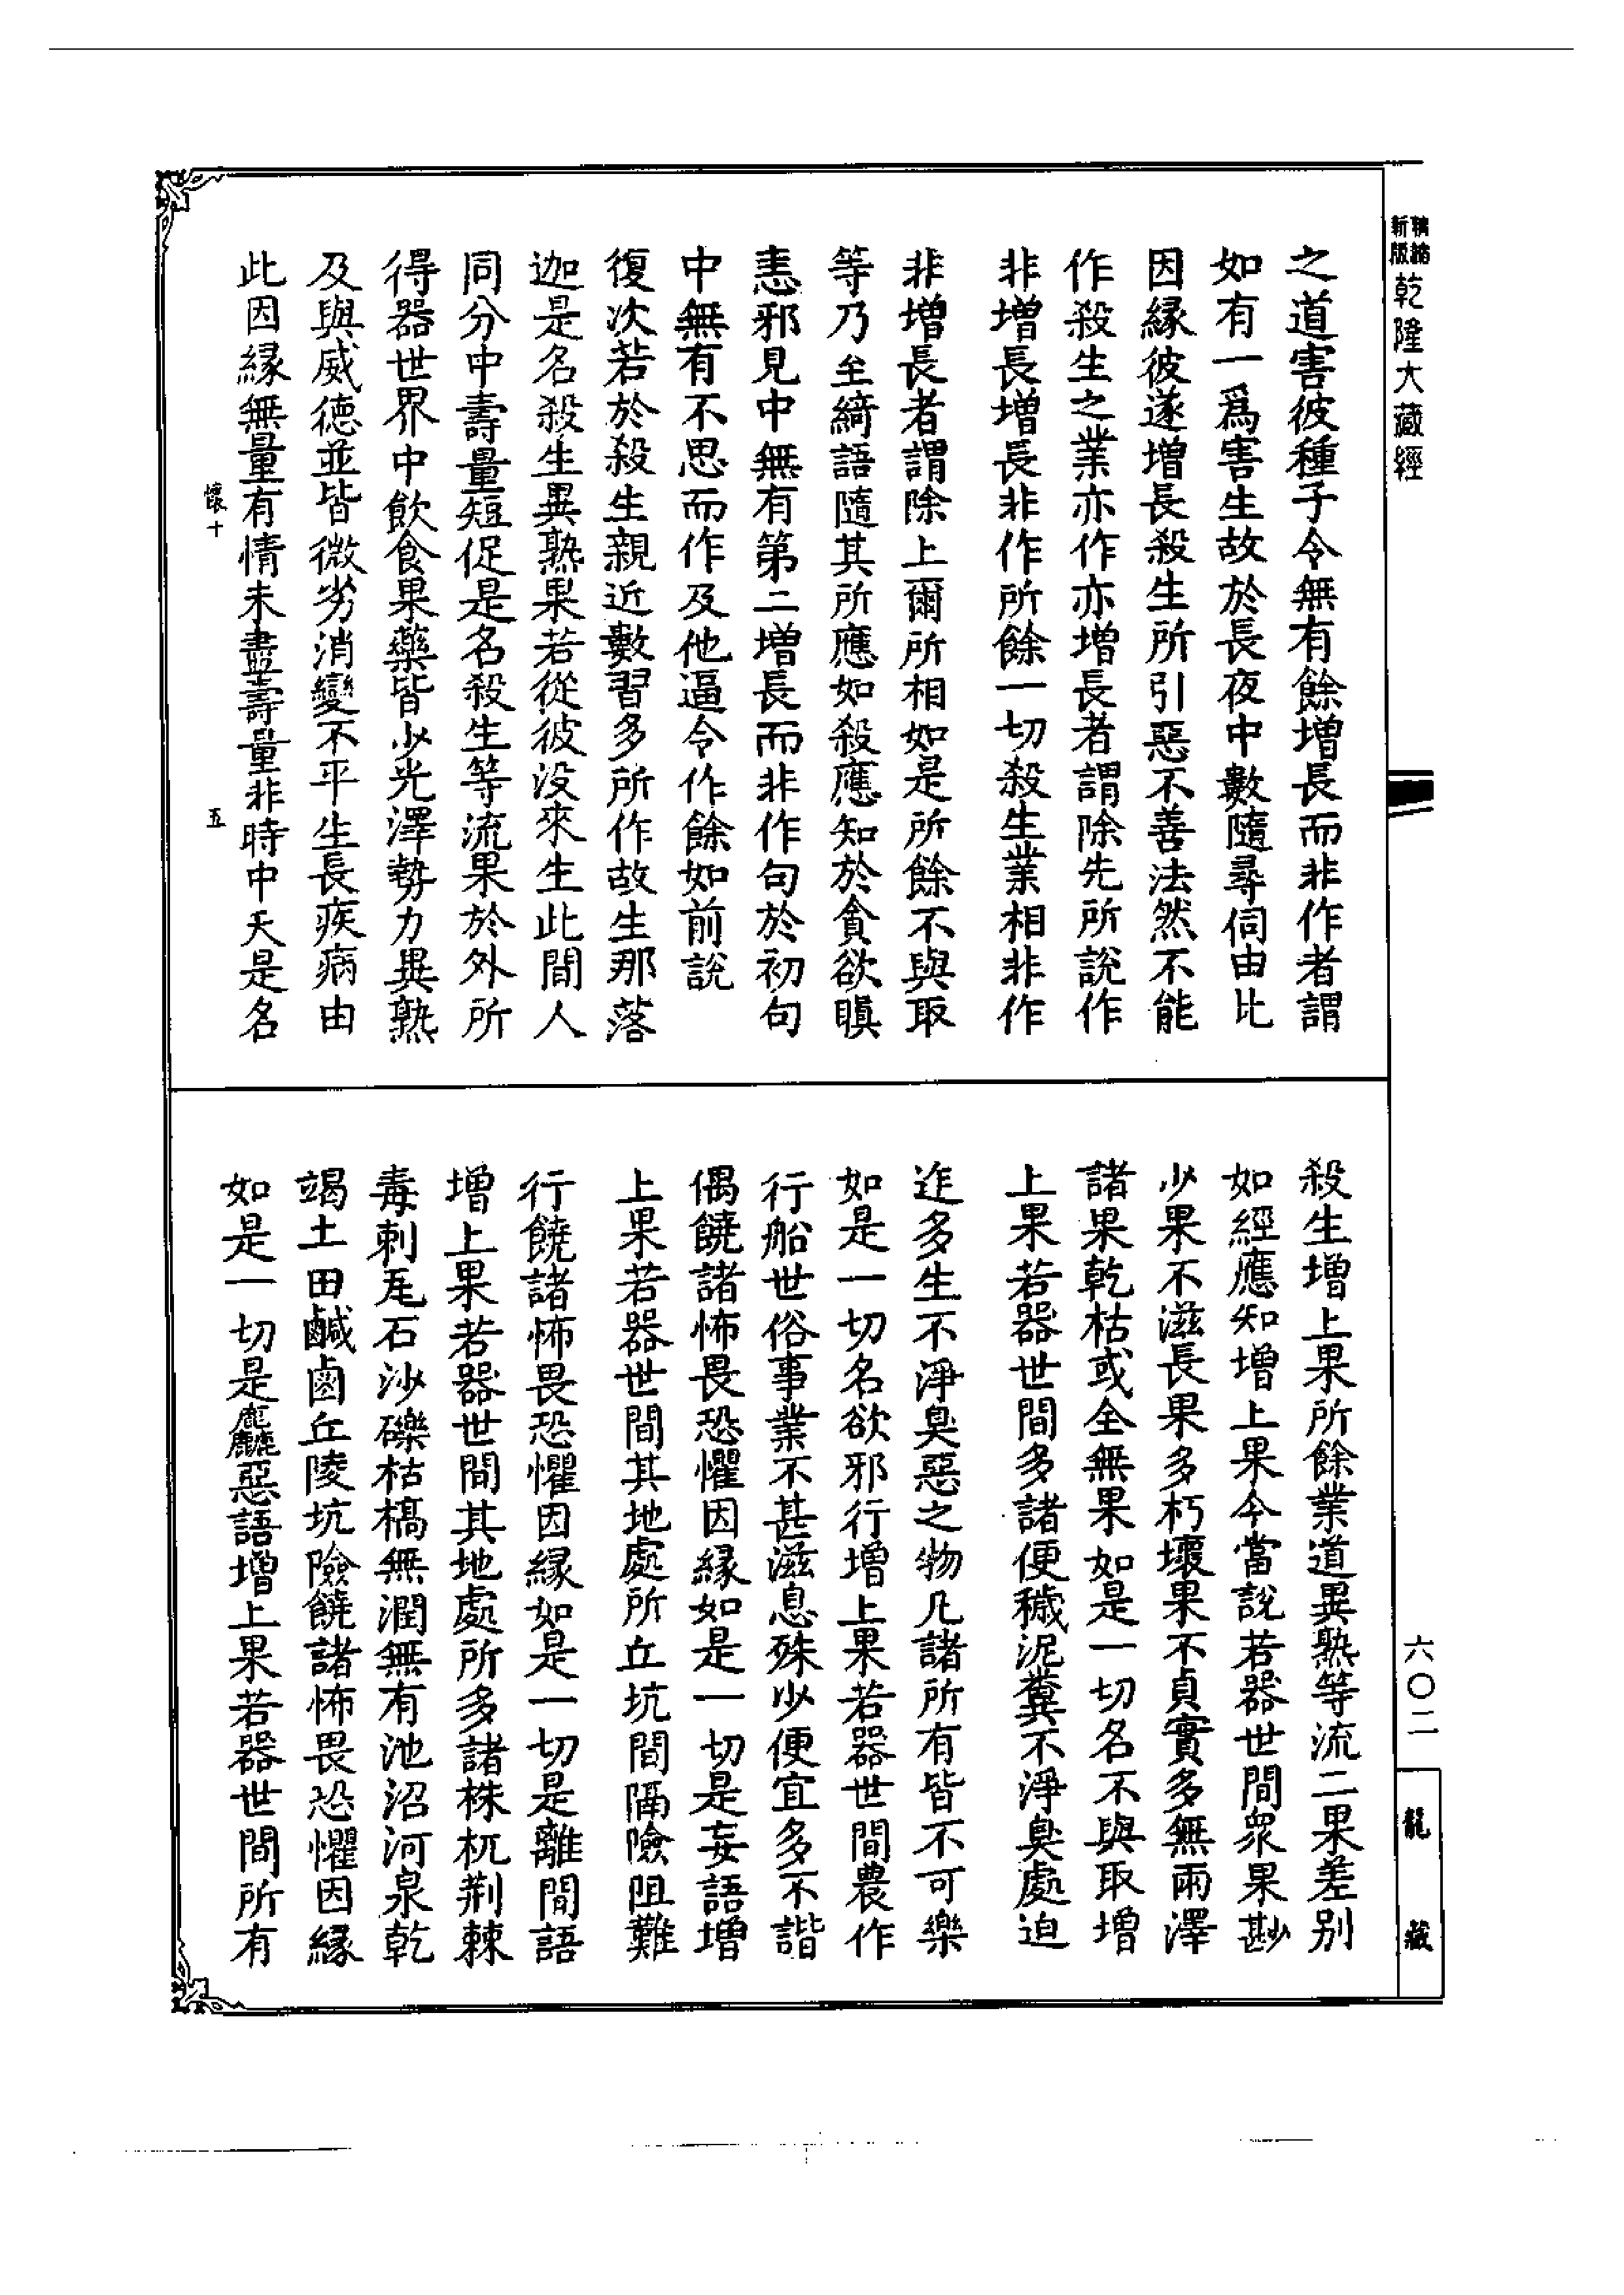 精縮
新版
乾隆大藏經
之道害彼種子令無有餘增長而非作者謂
如有一爲害生故於長夜中數隨尋伺由比
因緣彼遂增長殺生所引惡不善法然不能
作殺生之業亦作亦增長者謂除先所說作
非增長增長非作所餘一切殺生業相非作
非增長者謂除上爾所相如是所餘不與取
等乃至綺語隨其所應如殺應知於貪欲瞋
恚邪見中無有第二增長而非作句於初句
中無有不思而作及他逼令作餘如前說
復次若於殺生親近數習多所作故生那落
迦是名殺生異熟果若從彼没來生此間人
同分中壽量短促是名殺生等流果於外所
得器世界中飲食果藥皆少光澤勢力異熟
及與威德並皆微劣消變不平生長疾病由
此因緣無量有情未盡壽量非時中夭是名
懷十
五
殺生增上果所餘業道異熟等流二果差别
如經應知增上果今當說若器世間衆果尠
少果不滋長果多朽壞果不貞實多無雨澤
諸果乾枯或全無果如是一切名不與取增
上果若器世間多諸便穢泥糞不淨臭處迫
迮多生不淨臭惡之物凡諸所有皆不可樂
如是一切名欲邪行增上果若器世間農作
行船世俗事業不甚滋息殊少便宜多不諧
偶饒諸怖畏恐懼因緣如是一切是妄語增
上果若器世間其地處所丘坑間隔險阻難
行饒諸怖畏恐懼因緣如是一切是離間語
增上果若器世間其地處所多諸株杌荆棘
毒刺瓦石沙礫枯槁無潤無有池沼河泉乾
竭土田鹹鹵丘陵坑險饒諸怖畏恐懼因緣
如是一切是麤惡語增上果若器世間所有
六〇二
龍藏